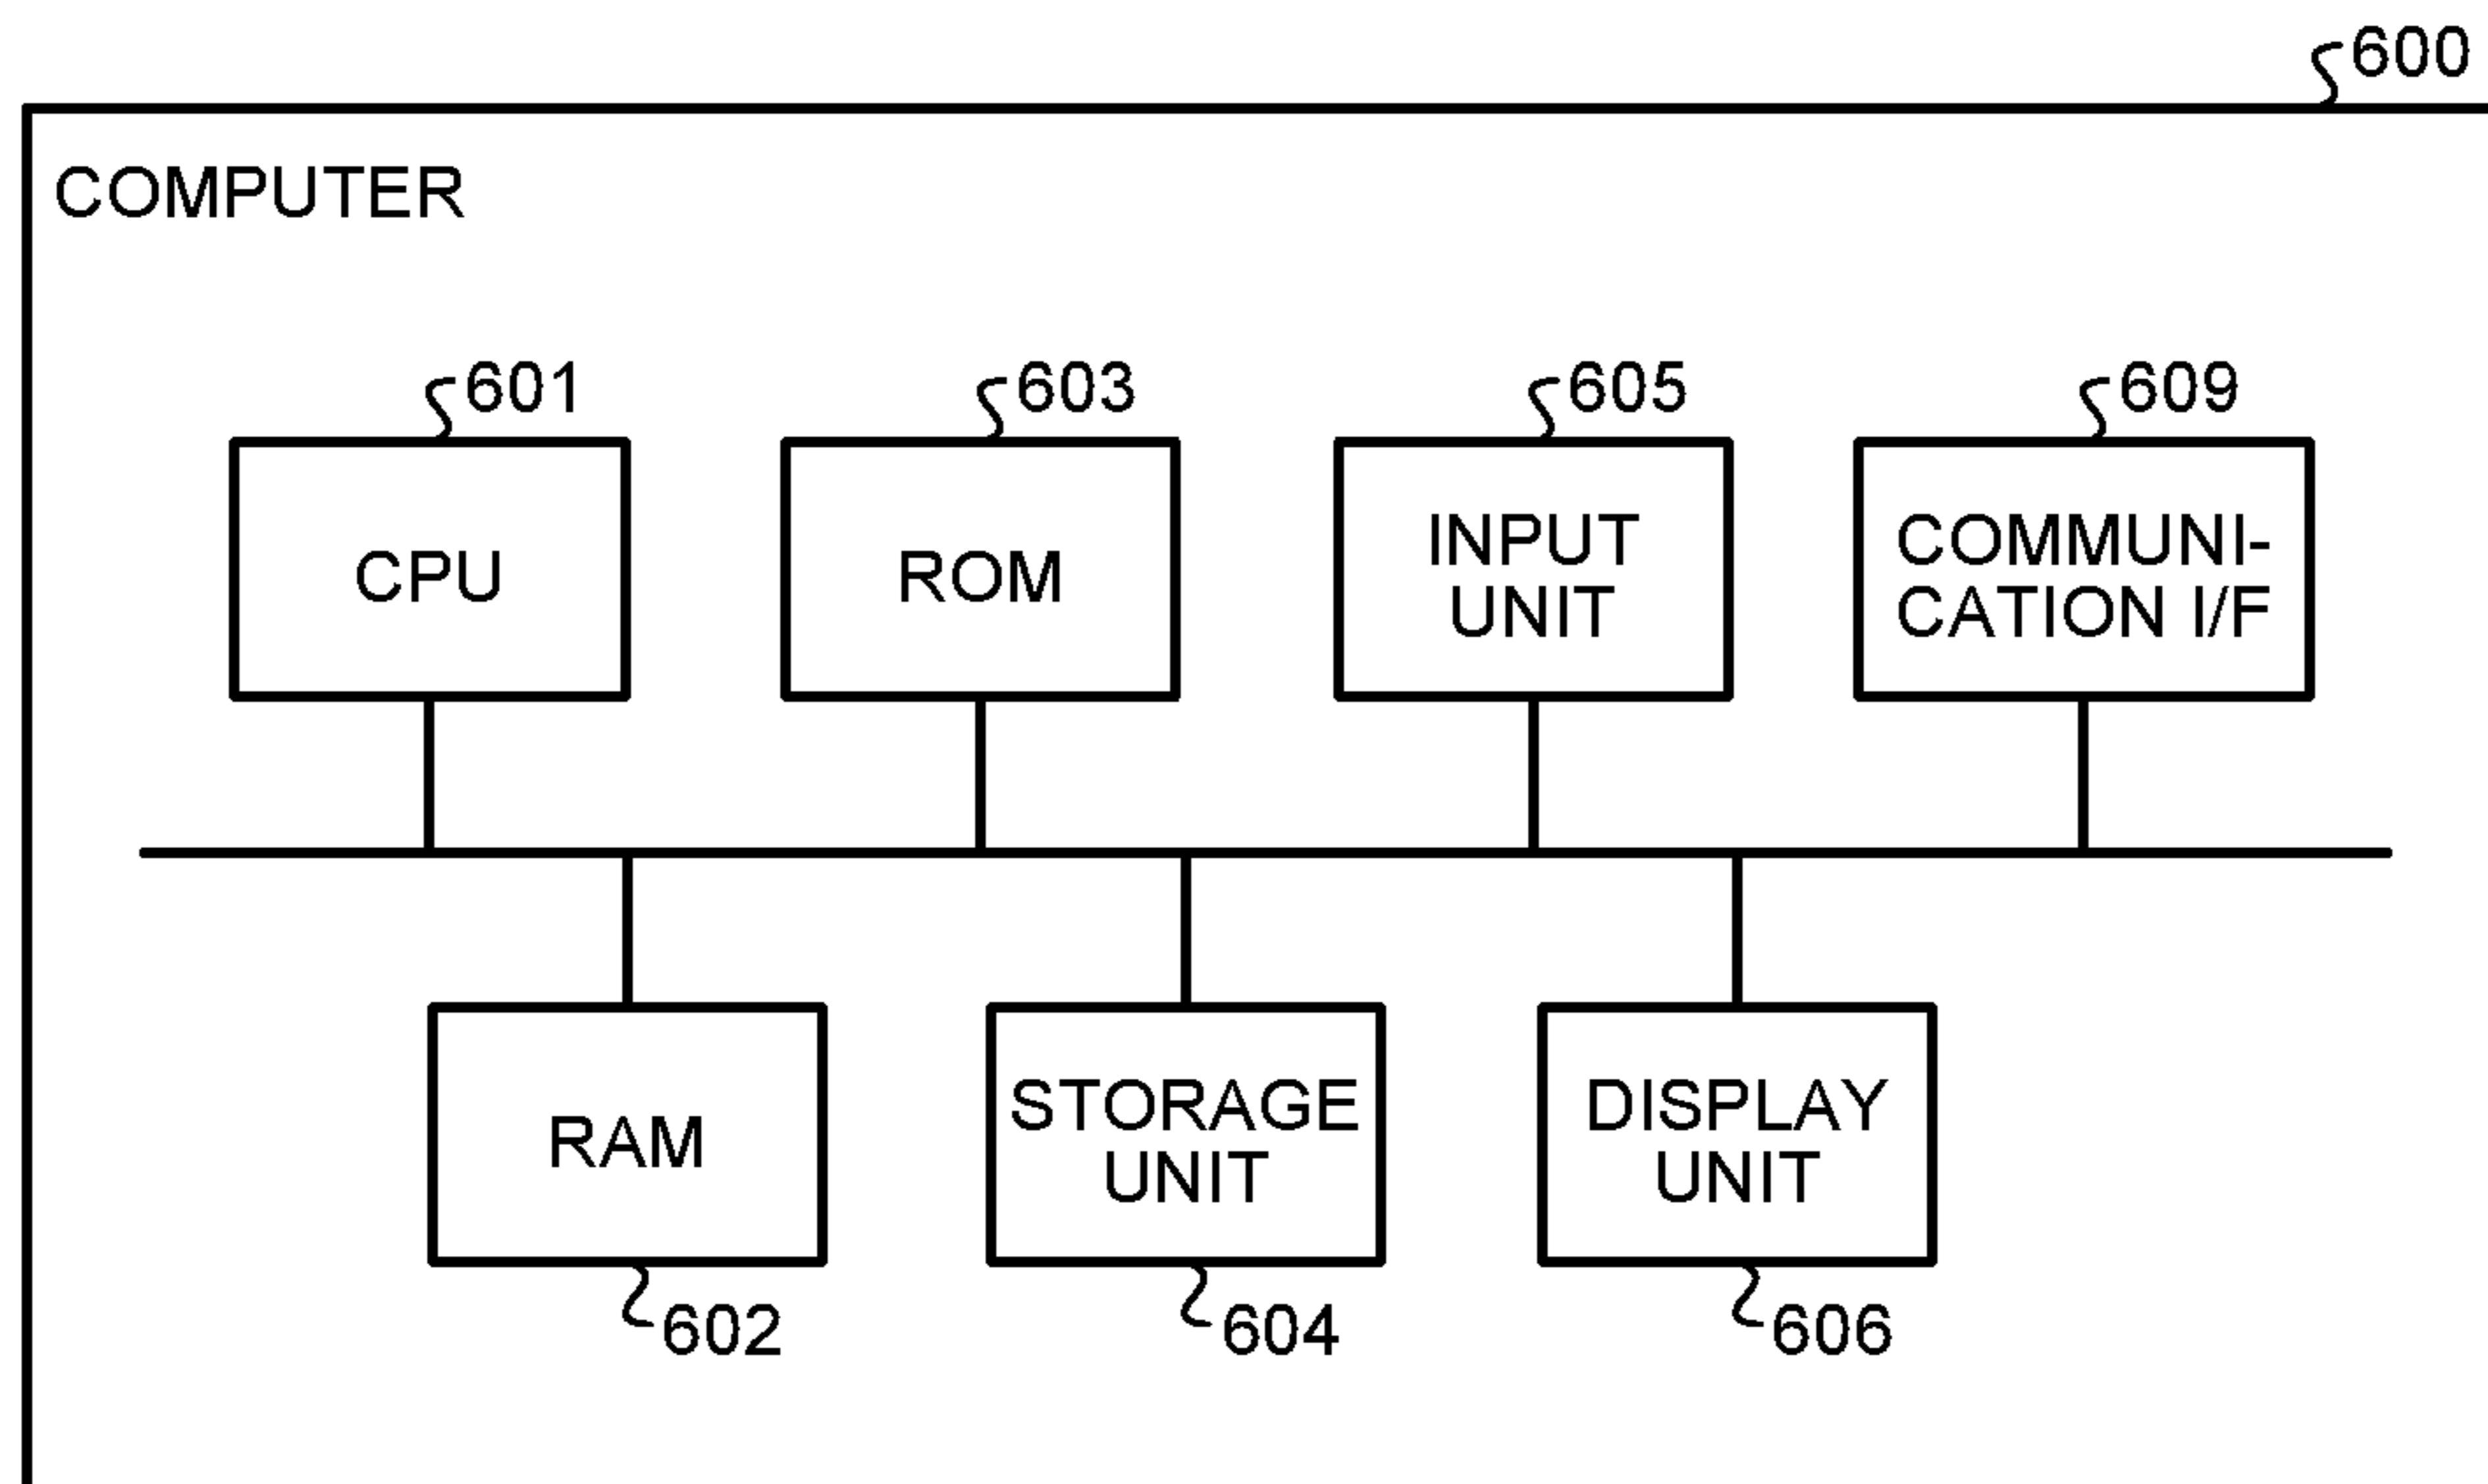 600
COMPUTER
601
603
605
609
CPU
ROM
INPUT
UNIT
COMMUNI-
CATION I/F
RAM
STORAGE
UNIT
DISPLAY
UNIT
602
604
606